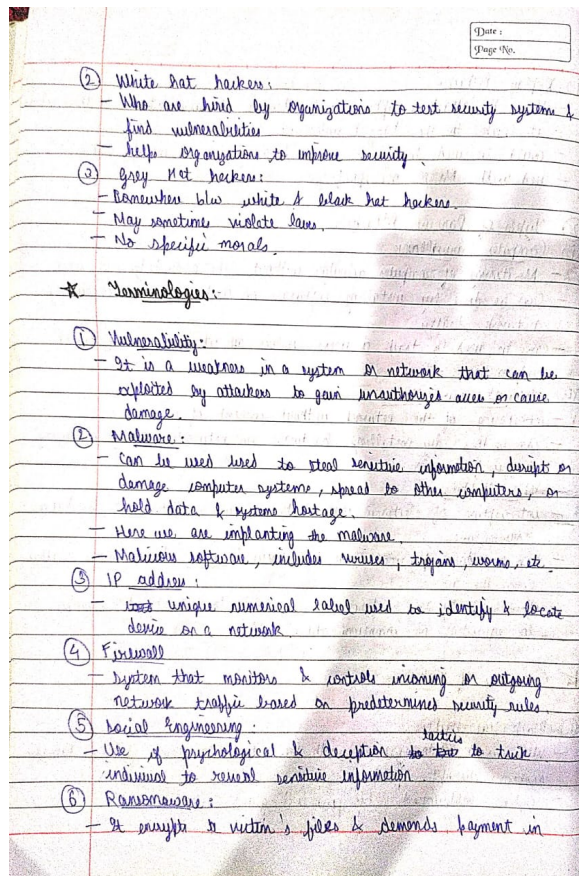 Date :
Page No.
② White hat hackers:
- Who are hired by organizations to test security system &
find vulnerabilities
- helps organizations to improve security.
③ Grey Hat hackers:
- Somewhere b/w white & black hat hackers.
- May sometime violate laws.
- No specific morals.
★ Terminologies:-
① Vulnerability:
- It is a weakness in a system or network that can be
exploited by attackers to gain unauthorized access or cause
damage.
② Malware:
- Can be used used to steal sensitive information, disrupt or
damage computer systems, spread to other computers, or
hold data & systems hostage.
- Here we are implanting the malware.
- Malicious software, includes viruses, trojans, worms, etc.
③ IP address:
- unique numerical label used to identify & locate
device on a network.
④ Firewall
- System that monitors & controls incoming or outgoing
network traffic based on predetermined security rules.
⑤ Social Engineering:
- Use of psychological & deception tactics to trick
individual to reveal sensitive information.
⑥ Ransomaware:
- It encrypts victim's files & demands payment in